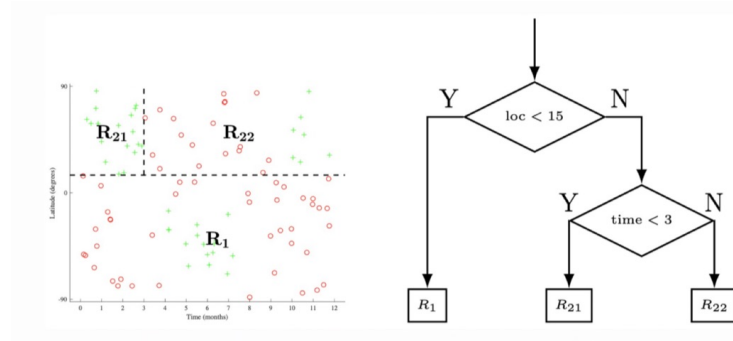 90
0
-90
Latitude (degrees)
R21
R22
R1
0 1 2 3 4 5 6 7 8 9 10 11 12
Time (months)
Y
N
loc < 15
Y
N
time < 3
R1
R21
R22